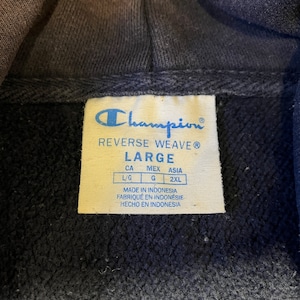 Champion®
REVERSE WEAVE®
LARGE
CA MEX ASIA
L/G G 2XL
MADE IN INDONESIA
FABRIQUÉ EN INDONÉSIE
HECHO EN INDONESIA